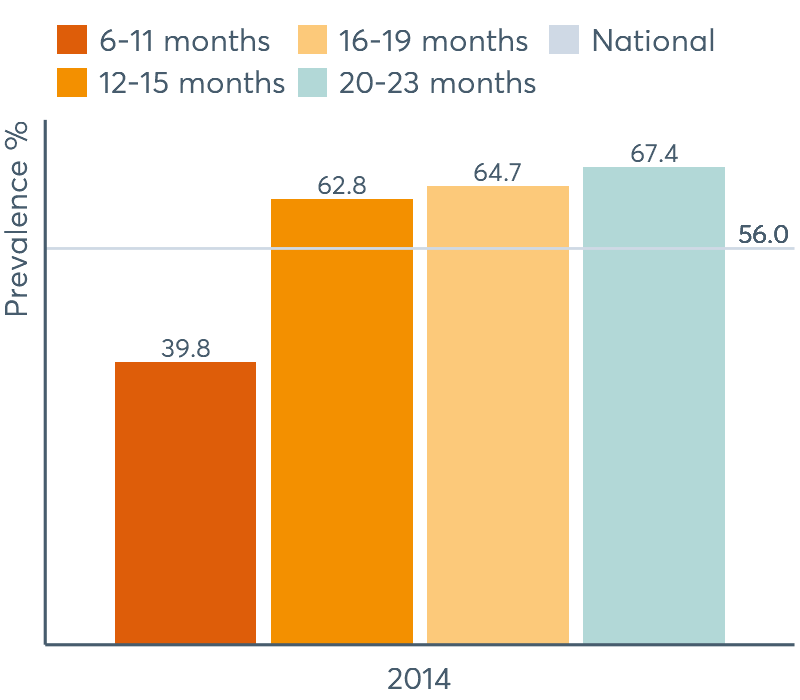 6-11 months 16-19 months National
12-15 months 20-23 months
Prevalence %
67.4
64.7
62.8
56.0
39.8
2014